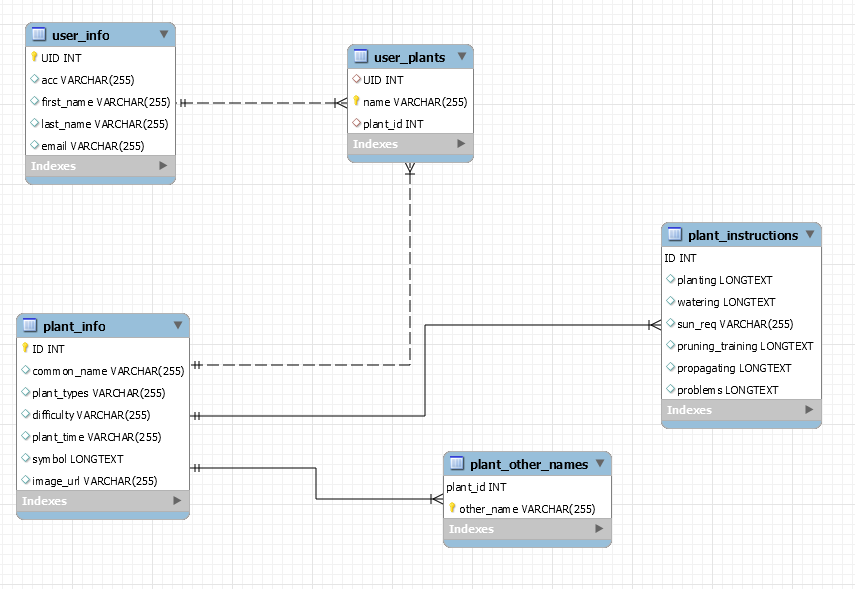 user_info
UID INT
acc VARCHAR(255)
first_name VARCHAR(255)
last_name VARCHAR(255)
email VARCHAR(255)
Indexes
user_plants
UID INT
name VARCHAR(255)
plant_id INT
Indexes
plant_instructions
ID INT
planting LONGTEXT
watering LONGTEXT
sun_req VARCHAR(255)
pruning_training LONGTEXT
propagating LONGTEXT
problems LONGTEXT
Indexes
plant_info
ID INT
common_name VARCHAR(255)
plant_types VARCHAR(255)
difficulty VARCHAR(255)
plant_time VARCHAR(255)
symbol LONGTEXT
image_url VARCHAR(255)
Indexes
plant_other_names
plant_id INT
other_name VARCHAR(255)
Indexes